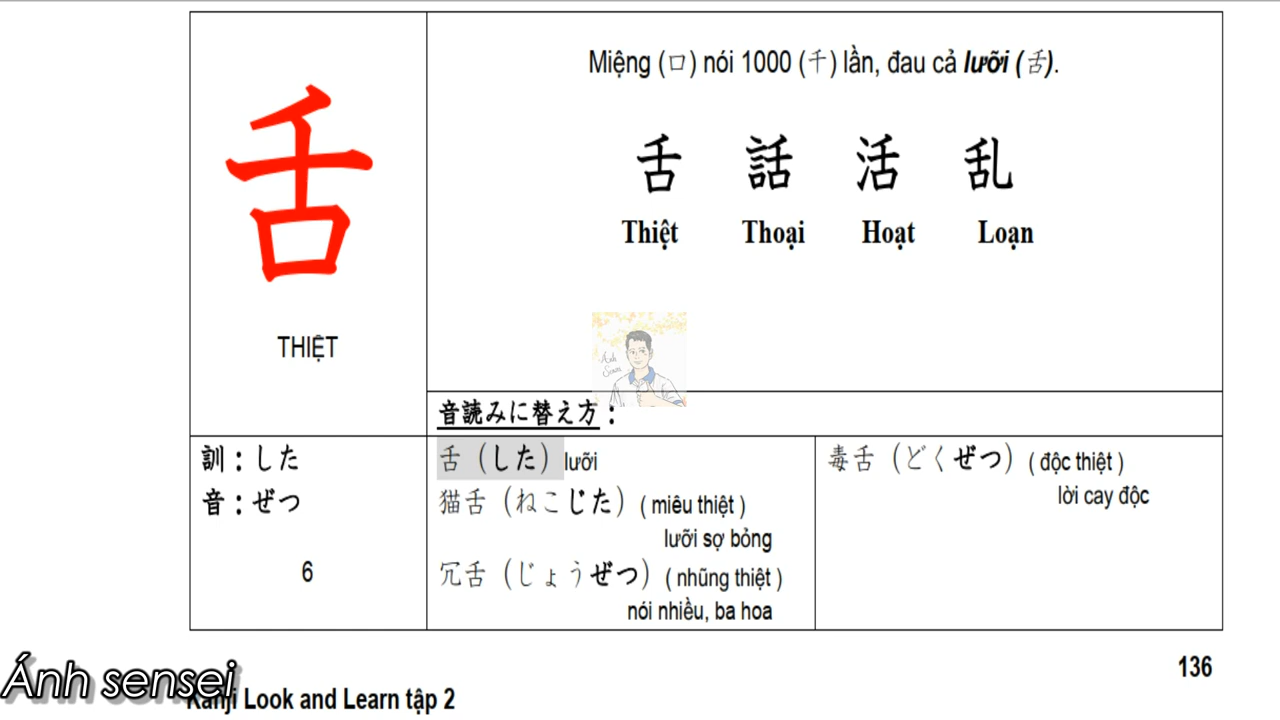 舌
THIỆT
Miệng (口) nói 1000 (千) lần, đau cả lưỡi (舌).
舌 話 活 乱
Thiệt Thoại Hoạt Loạn
Ánh
Sensei
音読みに替え方：
訓：した
音：ぜつ
6
舌（した）lưỡi
猫舌（ねこじた）( miêu thiệt )
lưỡi sợ bỏng
冗舌（じょうぜつ）( nhũng thiệt )
nói nhiều, ba hoa
毒舌（どくぜつ）( độc thiệt )
lời cay độc
136
Ánh sensei
Kanji Look and Learn tập 2